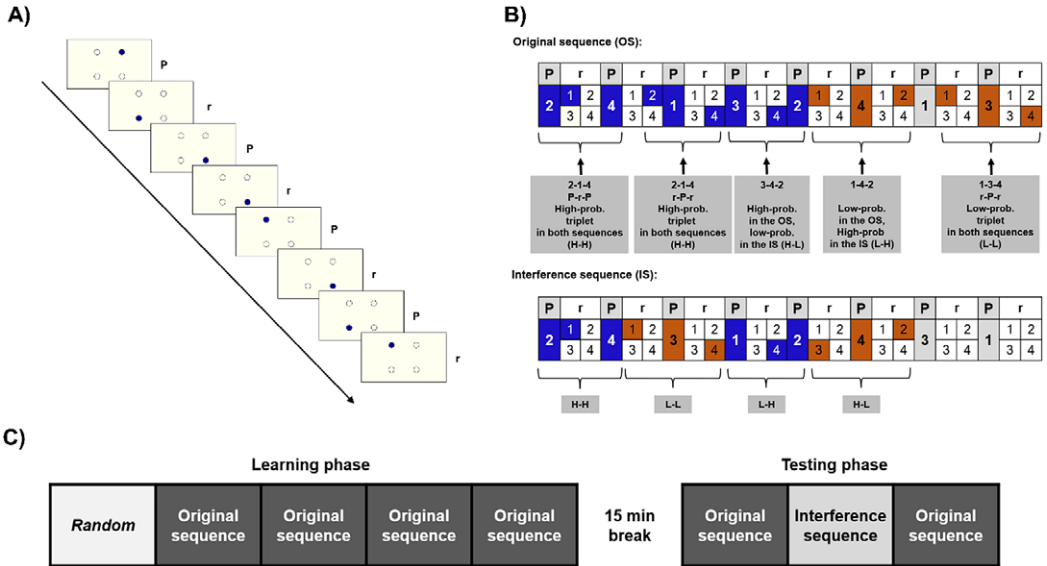 A)
P
r
P
r
P
r
P
r
B)
Original sequence (OS):
P r P r P r P r P r P r
2 1 2 4 1 2 1 1 2 3 1 2 2 1 2 4 1 2 1 1 2 3 1 2
3 4 3 4 3 4 3 4 3 4 3 4 3 4
2-1-4
P-r-P
High-prob.
triplet
in both sequences
(H-H)
2-1-4
r-P-r
High-prob.
triplet
in both sequences
(H-H)
3-4-2
High-prob.
in the OS,
low-prob.
in the IS (H-L)
1-4-2
Low-prob.
in the OS,
High-prob
in the IS (L-H)
1-3-4
r-P-r
Low-prob.
triplet
in both sequences
(L-L)
Interference sequence (IS):
P r P r P r P r P r P r P r
2 1 2 4 1 2 3 1 2 1 1 2 2 1 2 4 1 2 3 1 2 1 1 2
3 4 3 4 3 4 3 4 3 4 3 4 3 4 3 4
H-H
L-L
L-H
H-L
C)
Learning phase
Random
Original
sequence
Original
sequence
Original
sequence
Original
sequence
15 min
break
Testing phase
Original
sequence
Interference
sequence
Original
sequence